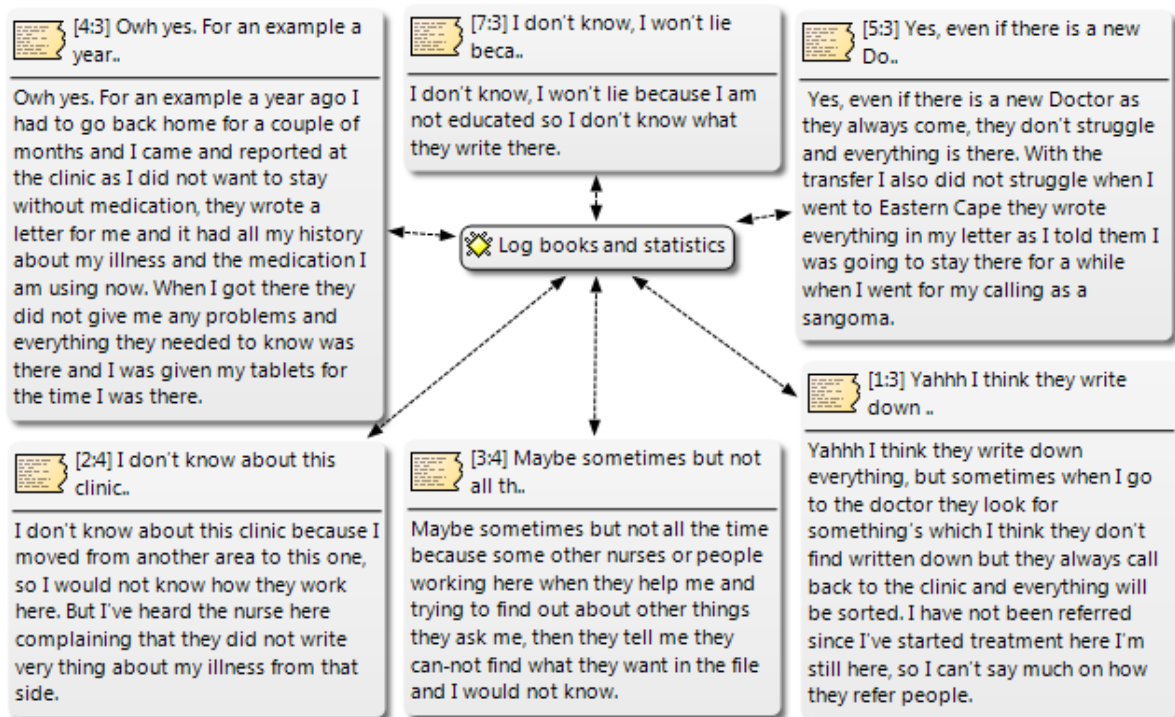 [4:3] Owh yes. For an example a
year..
Owh yes. For an example a year ago I
had to go back home for a couple of
months and I came and reported at
the clinic as I did not want to stay
without medication, they wrote a
letter for me and it had all my history
about my illness and the medication I
am using now. When I got there they
did not give me any problems and
everything they needed to know was
there and I was given my tablets for
the time I was there.
[7:3] I don't know, I won't lie
beca..
I don't know, I won't lie because I am
not educated so I don't know what
they write there.
[5:3] Yes, even if there is a new
Do..
Yes, even if there is a new Doctor as
they always come, they don't struggle
and everything is there. With the
transfer I also did not struggle when I
went to Eastern Cape they wrote
everything in my letter as I told them I
was going to stay there for a while
when I went for my calling as a
sangoma.
Log books and statistics
[2:4] I don't know about this
clinic..
I don't know about this clinic because I
moved from another area to this one,
so I would not know how they work
here. But I've heard the nurse here
complaining that they did not write
very thing about my illness from that
side.
[3:4] Maybe sometimes but not
all th..
Maybe sometimes but not all the time
because some other nurses or people
working here when they help me and
trying to find out about other things
they ask me, then they tell me they
can-not find what they want in the file
and I would not know.
[1:3] Yahhh I think they write
down ..
Yahhh I think they write down
everything, but sometimes when I go
to the doctor they look for
something's which I think they don't
find written down but they always call
back to the clinic and everything will
be sorted. I have not been referred
since I've started treatment here I'm
still here, so I can't say much on how
they refer people.